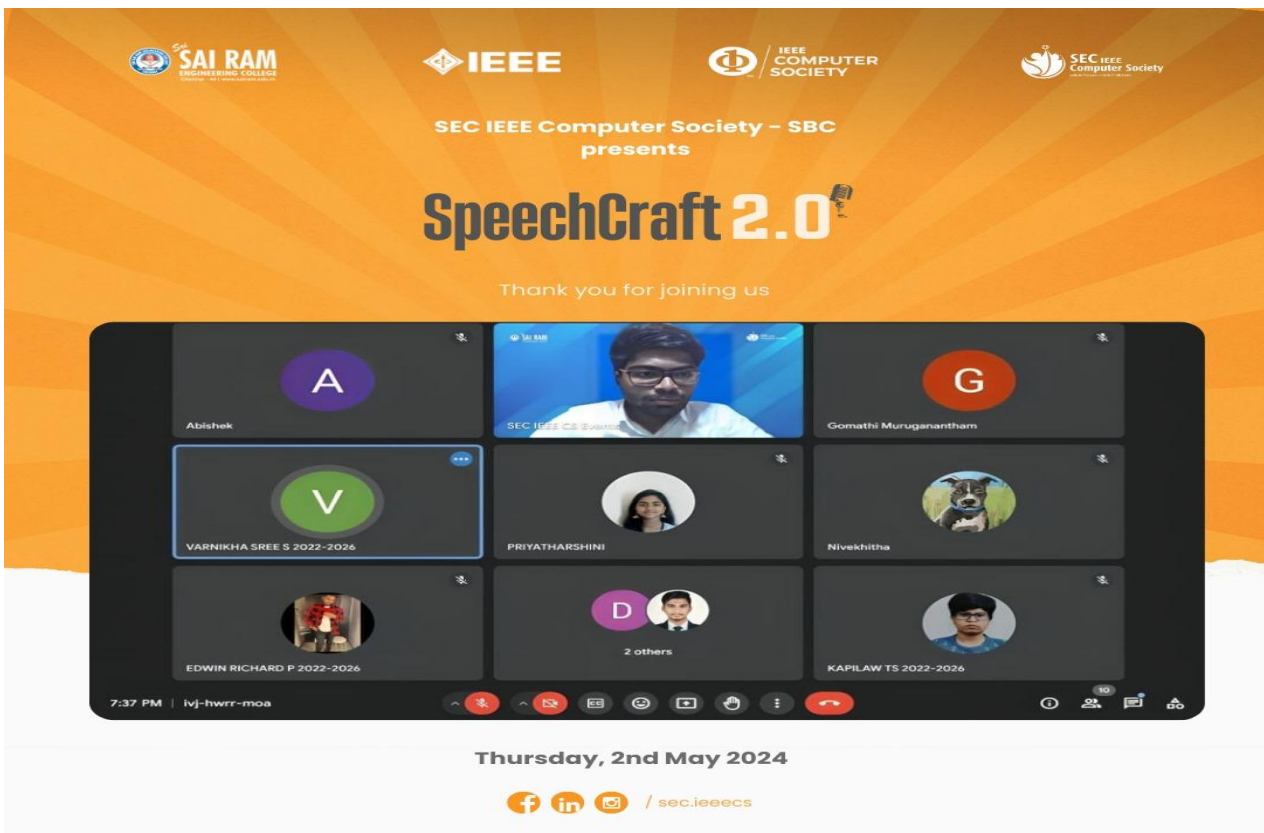 Sri
SAI RAM
ENGINEERING COLLEGE
IEEE
IEEE
COMPUTER
SOCIETY
SEC IEEE
Computer Society
SEC IEEE Computer Society - SBC
presents
SpeechCraft 2.0
Thank you for joining us
A
Abishek
SAI RAM
SEC IEEE CS Events
G
Gomathi Muruganantham
V
VARNIKHA SREE S 2022-2026
PRIYATHARSHINI
Nivekhitha
EDWIN RICHARD P 2022-2026
D
2 others
KAPILAW TS 2022-2026
7:37 PM | ivj-hwrr-moa
CC
10
Thursday, 2nd May 2024
/ sec.ieeecs